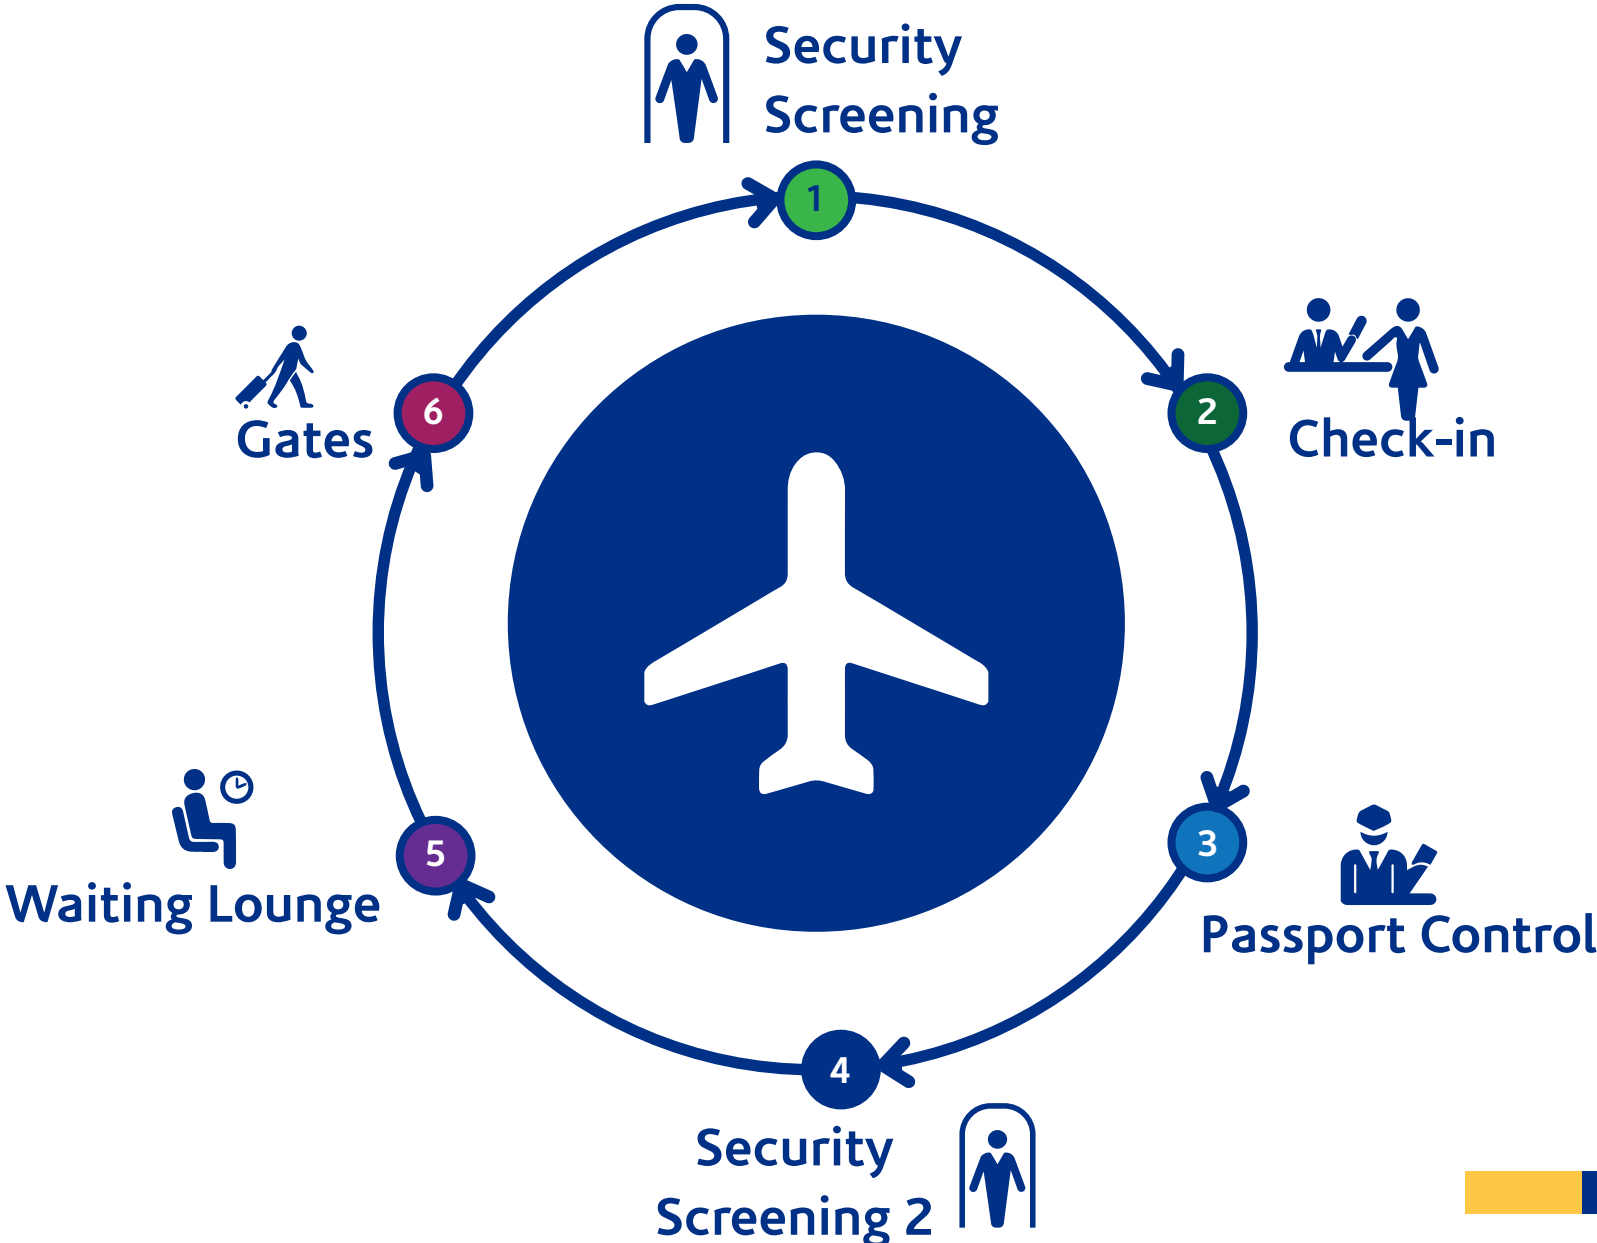 Security
Screening
1
2
Check-in
3
Passport Control
4
Security
Screening 2
5
Waiting Lounge
6
Gates